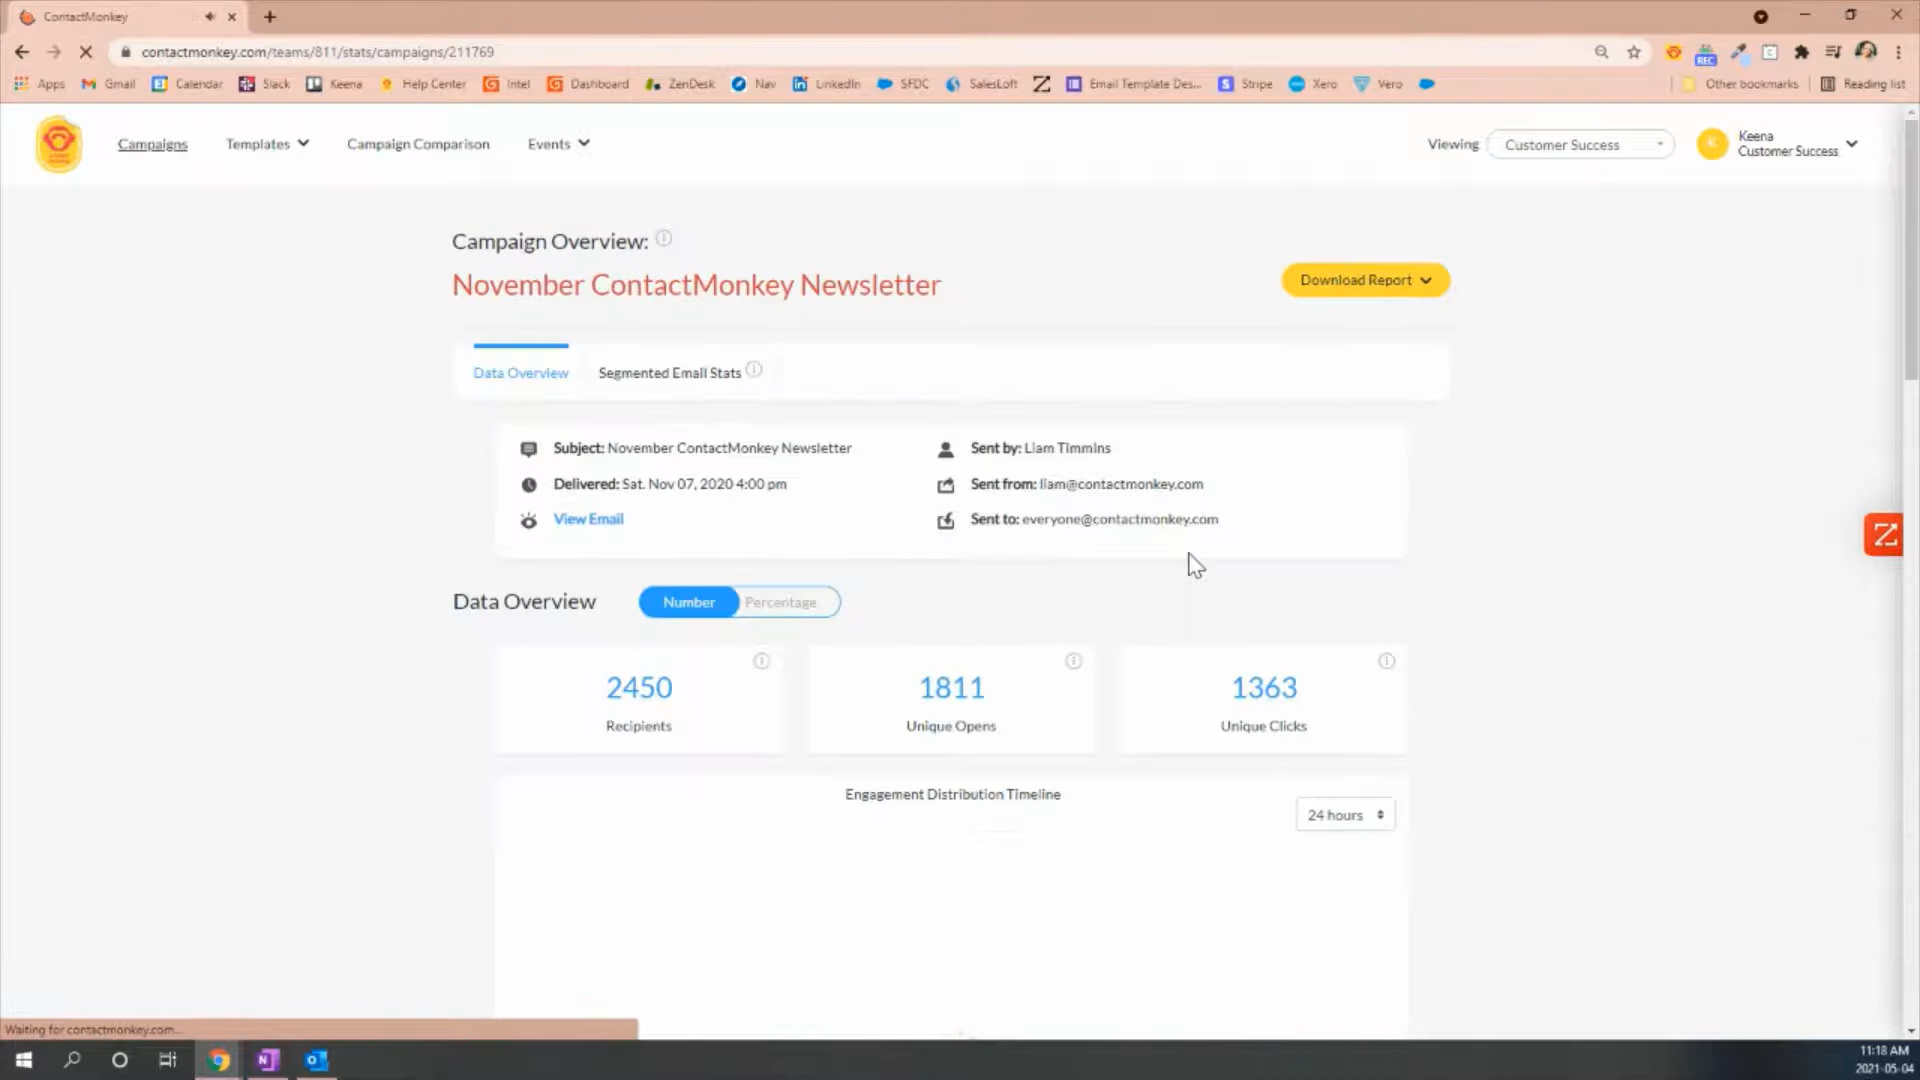 ContactMonkey
contactmonkey.com/teams/811/stats/campaigns/211769
REC
Apps Gmail Calendar Slack Keena Help Center Intel Dashboard ZenDesk Nav LinkedIn SFDC SalesLoft Email Template Des... Stripe Xero Vero Other bookmarks Reading list
Campaigns Templates Campaign Comparison Events Viewing Customer Success Keena
Customer Success
Campaign Overview:
November ContactMonkey Newsletter
Download Report
Data Overview Segmented Email Stats
Subject: November ContactMonkey Newsletter Sent by: Liam Timmins
Delivered: Sat. Nov 07, 2020 4:00 pm Sent from: liam@contactmonkey.com
View Email Sent to: everyone@contactmonkey.com
Data Overview Number Percentage
2450 1811 1363
Recipients Unique Opens Unique Clicks
Engagement Distribution Timeline
24 hours
Waiting for contactmonkey.com...
11:18 AM
2021-05-04